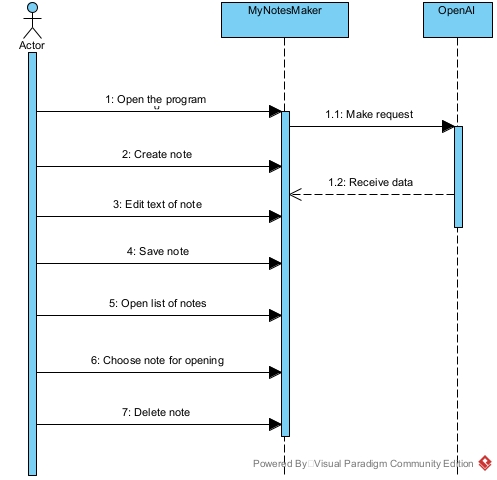 MyNotesMaker
OpenAI
Actor
1: Open the program
1.1: Make request
2: Create note
1.2: Receive data
3: Edit text of note
4: Save note
5: Open list of notes
6: Choose note for opening
7: Delete note
Powered By Visual Paradigm Community Edition